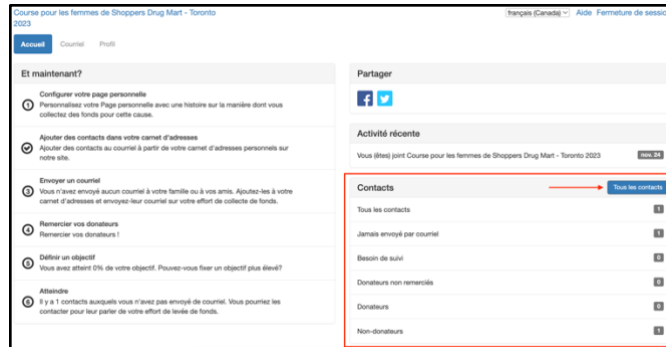 Course pour les femmes de Shoppers Drug Mart - Toronto
2023
français (Canada)
Aide
Fermeture de sessio
Accueil
Courriel
Profil
Et maintenant?
1
Configurer votre page personnelle
Personnalisez votre Page personnelle avec une histoire sur la manière dont vous
collectez des fonds pour cette cause.
Ajouter des contacts dans votre carnet d'adresses
Ajouter des contacts au courriel à partir de votre carnet d'adresses personnels sur
notre site.
3
Envoyer un courriel
Vous n'avez envoyé aucun courriel à votre famille ou à vos amis. Ajoutez-les à votre
carnet d'adresses et envoyez-leur courriel sur votre effort de collecte de fonds.
4
Remercier vos donateurs
Remercier vos donateurs !
5
Définir un objectif
Vous avez atteint 0% de votre objectif. Pouvez-vous fixer un objectif plus élevé?
6
Atteindre
Il y a 1 contacts auxquels vous n'avez pas envoyé de courriel. Vous pourriez les
contacter pour leur parler de votre effort de levée de fonds.
Partager
Activité récente
Vous (êtes) joint Course pour les femmes de Shoppers Drug Mart - Toronto 2023
nov. 24
Contacts
Tous les contacts
Tous les contacts
1
Jamais envoyé par courriel
1
Besoin de suivi
0
Donateurs non remerciés
0
Donateurs
0
Non-donateurs
1